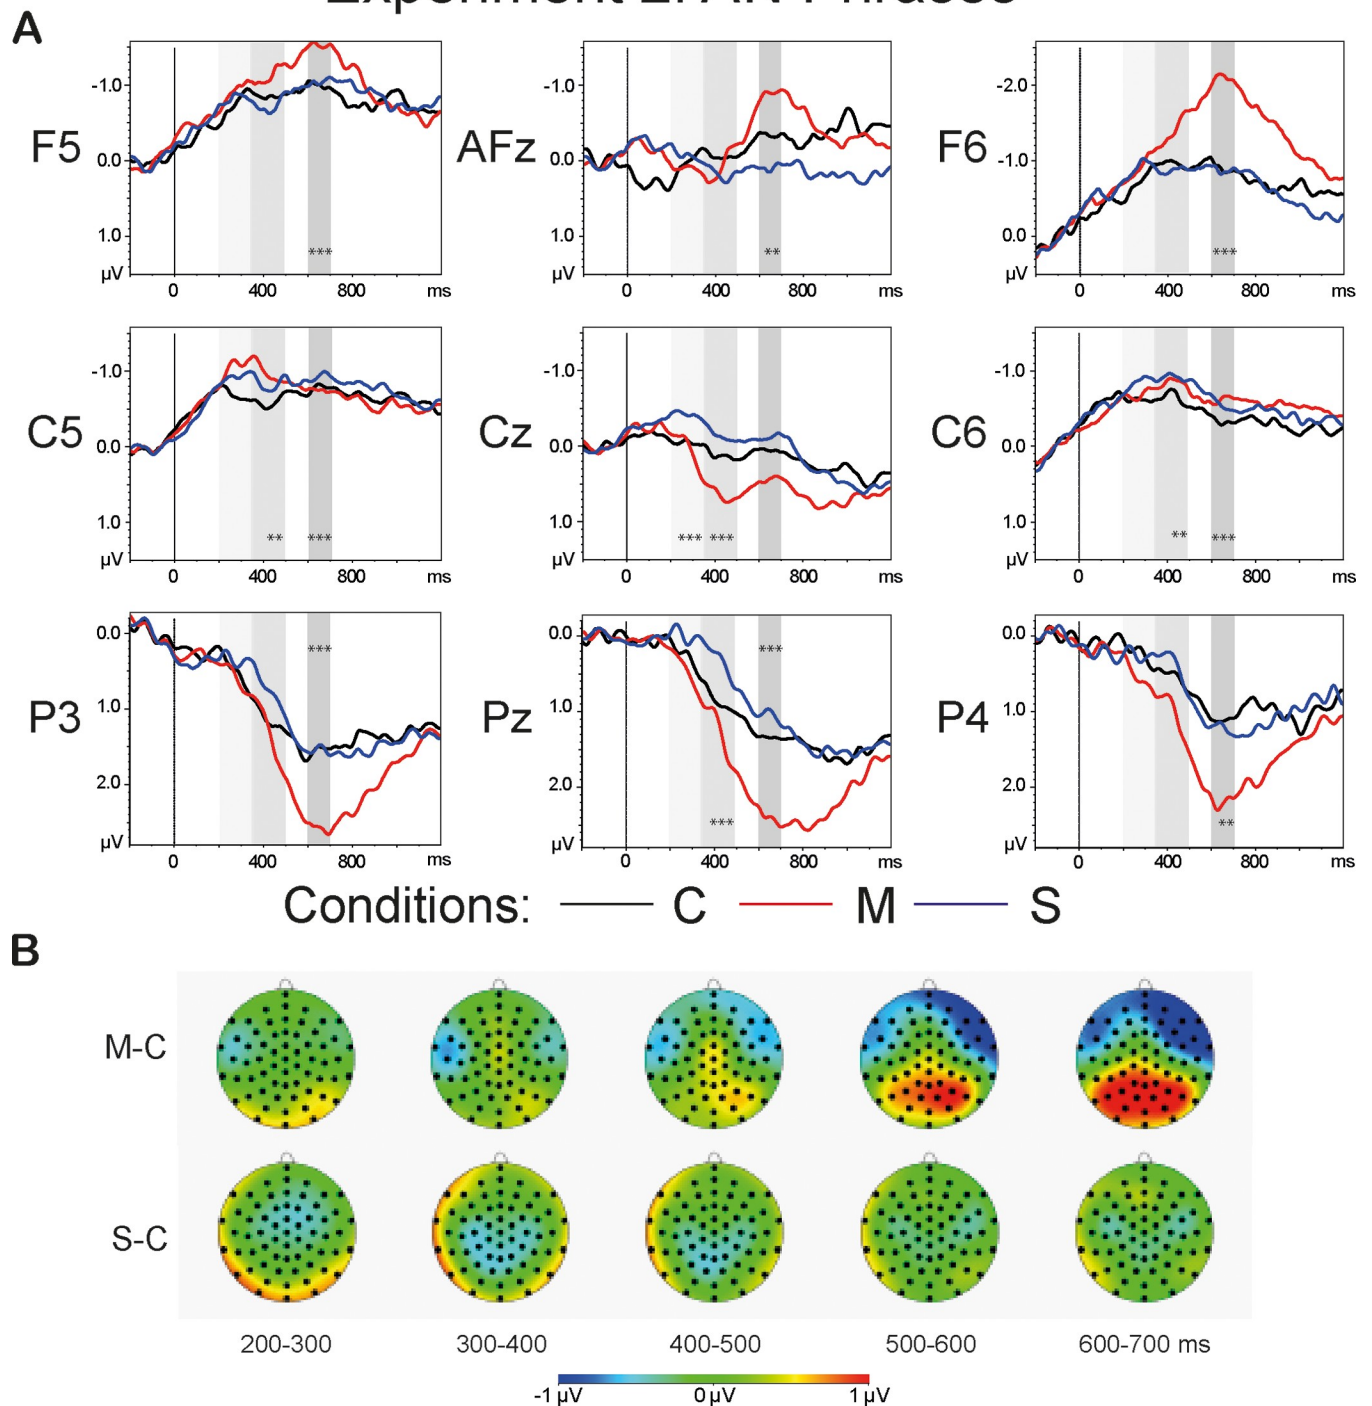 Experiment 2: AN Phrases
A
F5 -1.0 0.0 1.0 µV 0 400 800 ms ***
AFz -1.0 0.0 1.0 µV 0 400 800 ms **
F6 -2.0 -1.0 0.0 µV 0 400 800 ms ***
C5 -1.0 0.0 1.0 µV 0 400 800 ms ** ***
Cz -1.0 0.0 1.0 µV 0 400 800 ms *** ***
C6 -1.0 0.0 1.0 µV 0 400 800 ms ** ***
P3 0.0 1.0 2.0 µV 0 400 800 ms ***
Pz 0.0 1.0 2.0 µV 0 400 800 ms *** ***
P4 0.0 1.0 2.0 µV 0 400 800 ms **
Conditions: C M S
B
M-C
S-C
200-300 300-400 400-500 500-600 600-700 ms
-1 µV 0 µV 1 µV